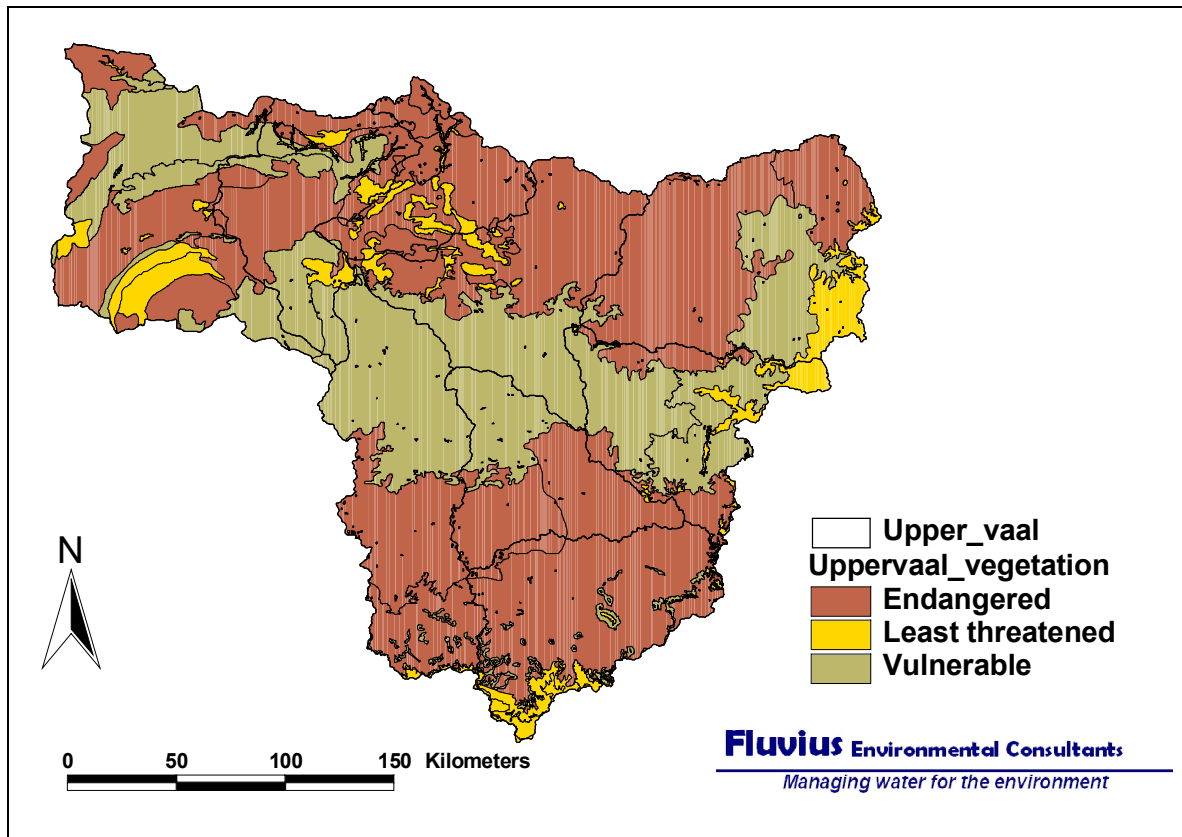 N
Upper_vaal
Uppervaal_vegetation
Endangered
Least threatened
Vulnerable
0 50 100 150 Kilometers
Fluvius Environmental Consultants
Managing water for the environment